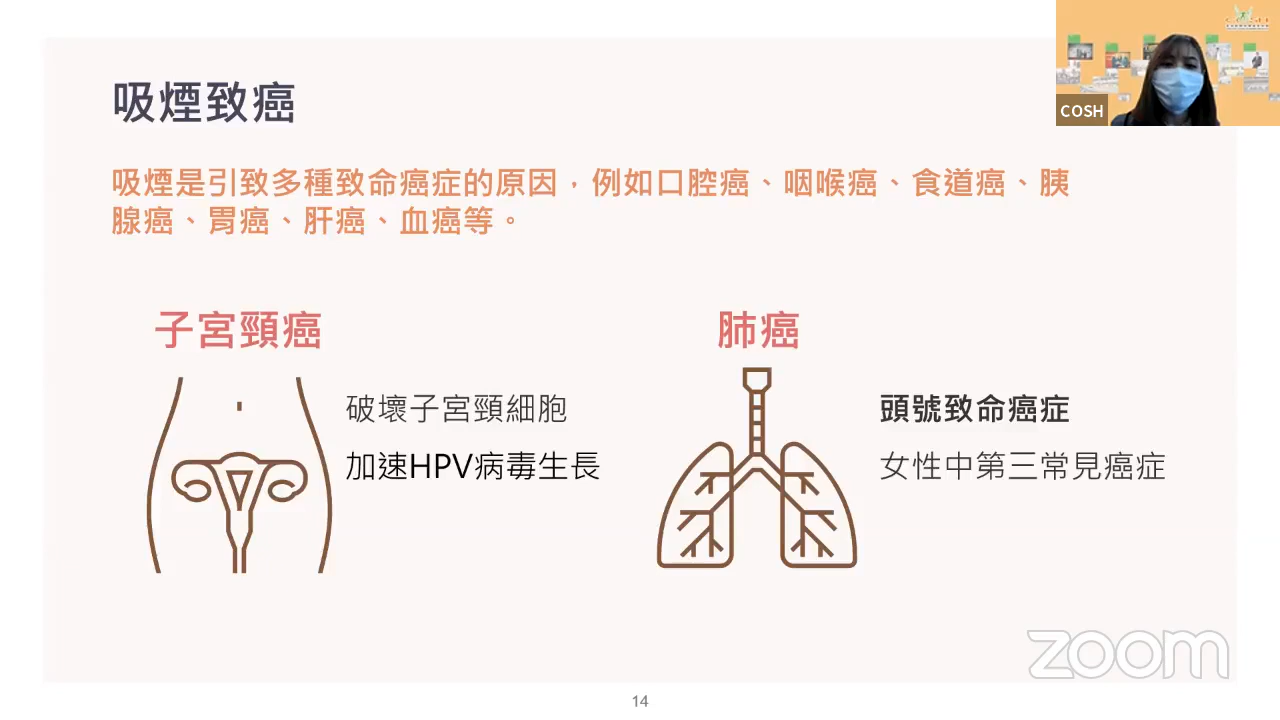 吸煙致癌
COSH
吸煙是引致多種致命癌症的原因，例如口腔癌、咽喉癌、食道癌、胰
腺癌、胃癌、肝癌、血癌等。
子宮頸癌
破壞子宮頸細胞
加速HPV病毒生長
肺癌
頭號致命癌症
女性中第三常見癌症
zoom
14